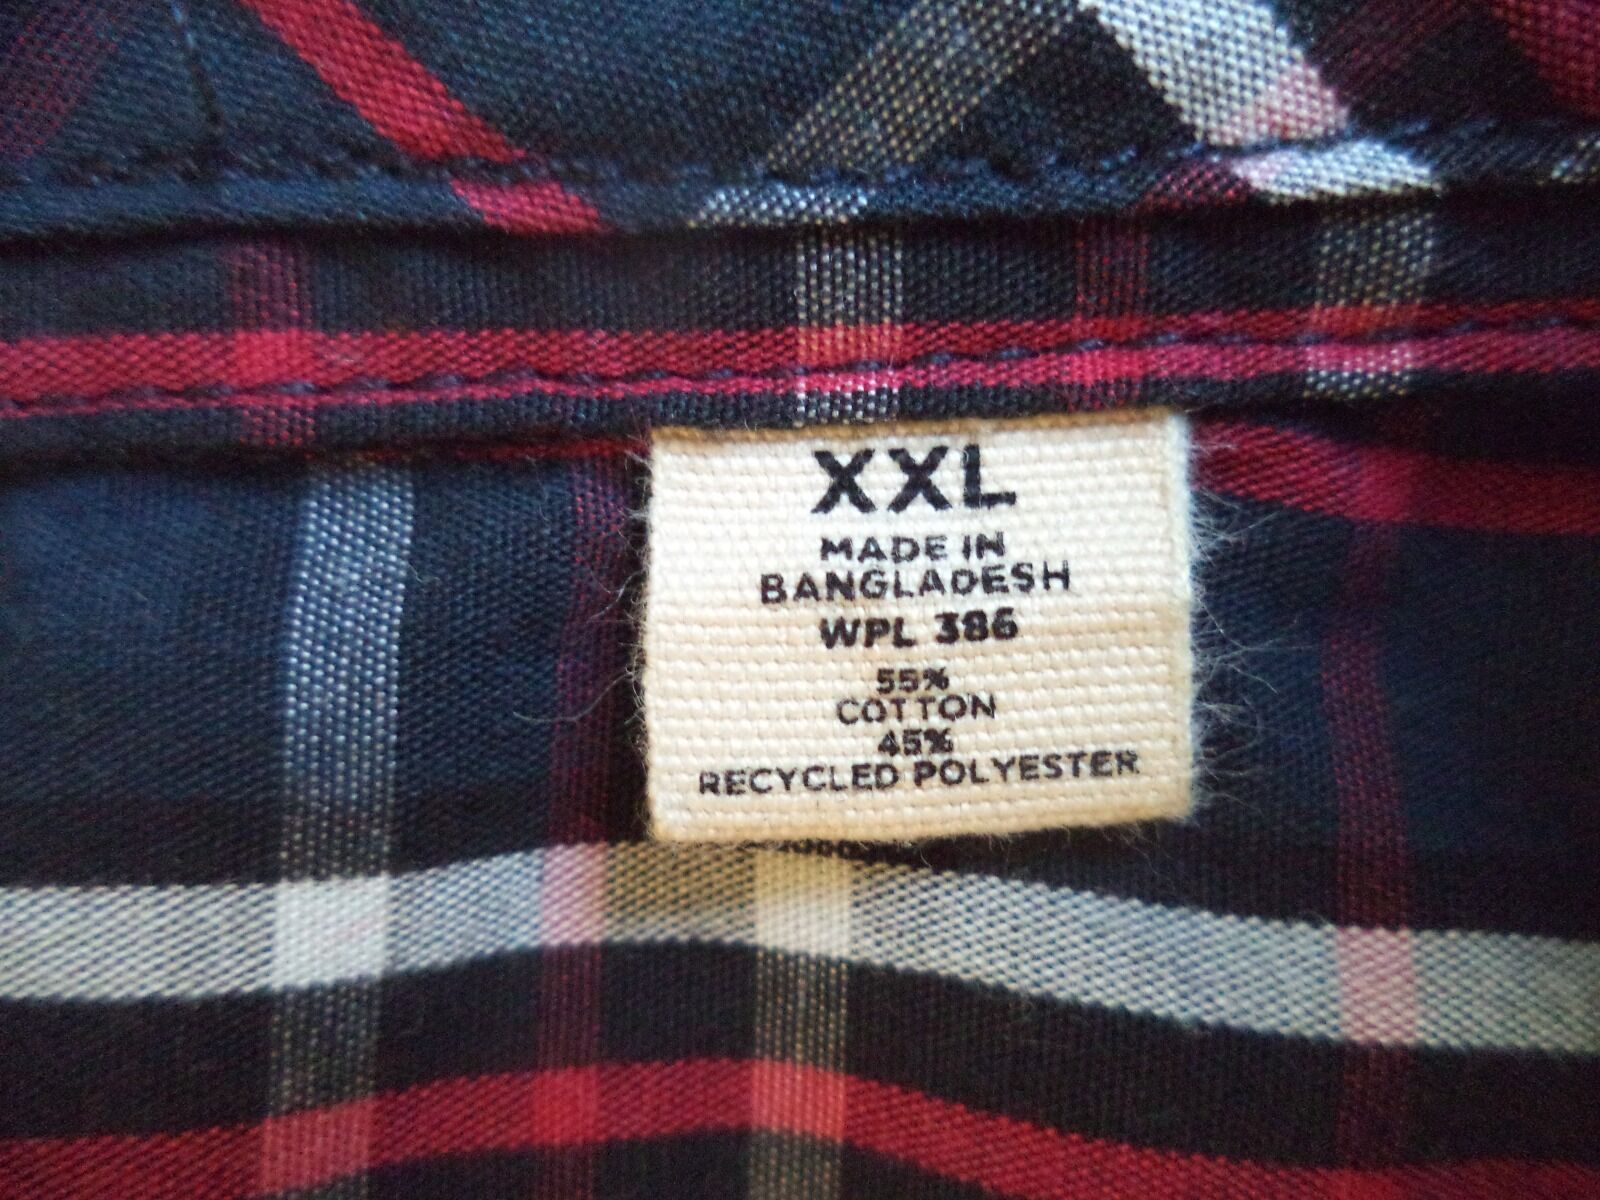 XXL
MADE IN
BANGLADESH
WPL 386
55%
COTTON
45%
RECYCLED POLYESTER